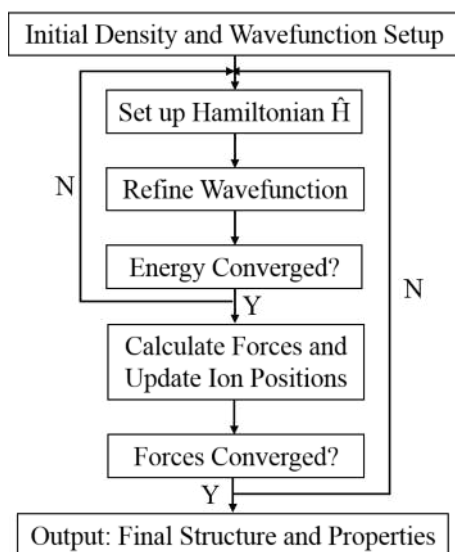 Initial Density and Wavefunction Setup
Set up Hamiltonian Ĥ
N
Refine Wavefunction
Energy Converged?
N
Y
Calculate Forces and
Update Ion Positions
Forces Converged?
Y
Output: Final Structure and Properties